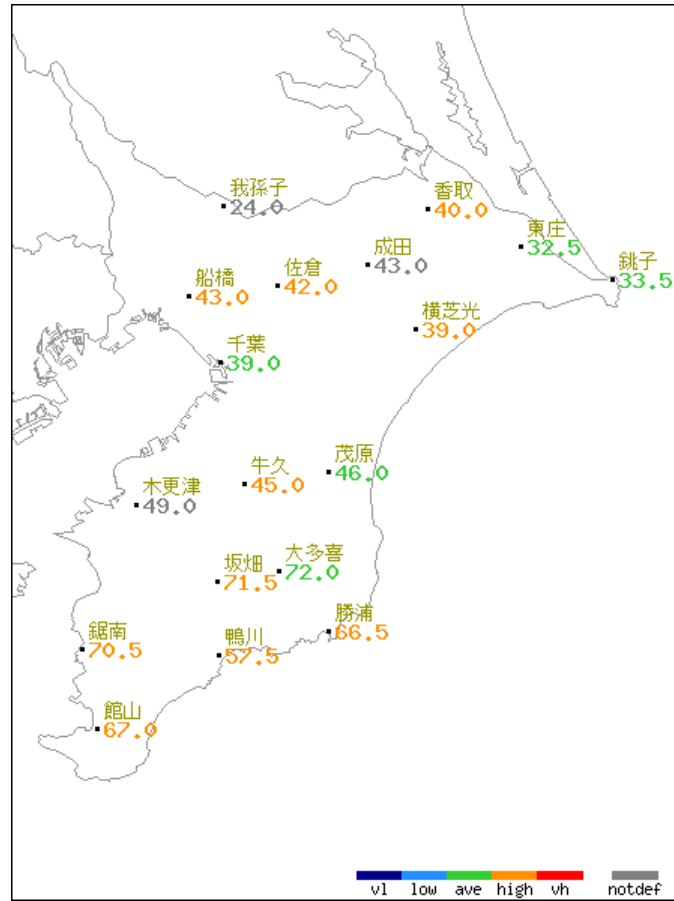 我孫子
24.0
香取
40.0
東庄
32.5
成田
43.0
銚子
33.5
佐倉
42.0
船橋
43.0
横芝光
39.0
千葉
39.0
茂原
46.0
牛久
45.0
木更津
49.0
大多喜
72.0
坂畑
71.5
勝浦
66.5
鋸南
70.5
鴨川
57.5
館山
67.0
vl low ave high vh notdef